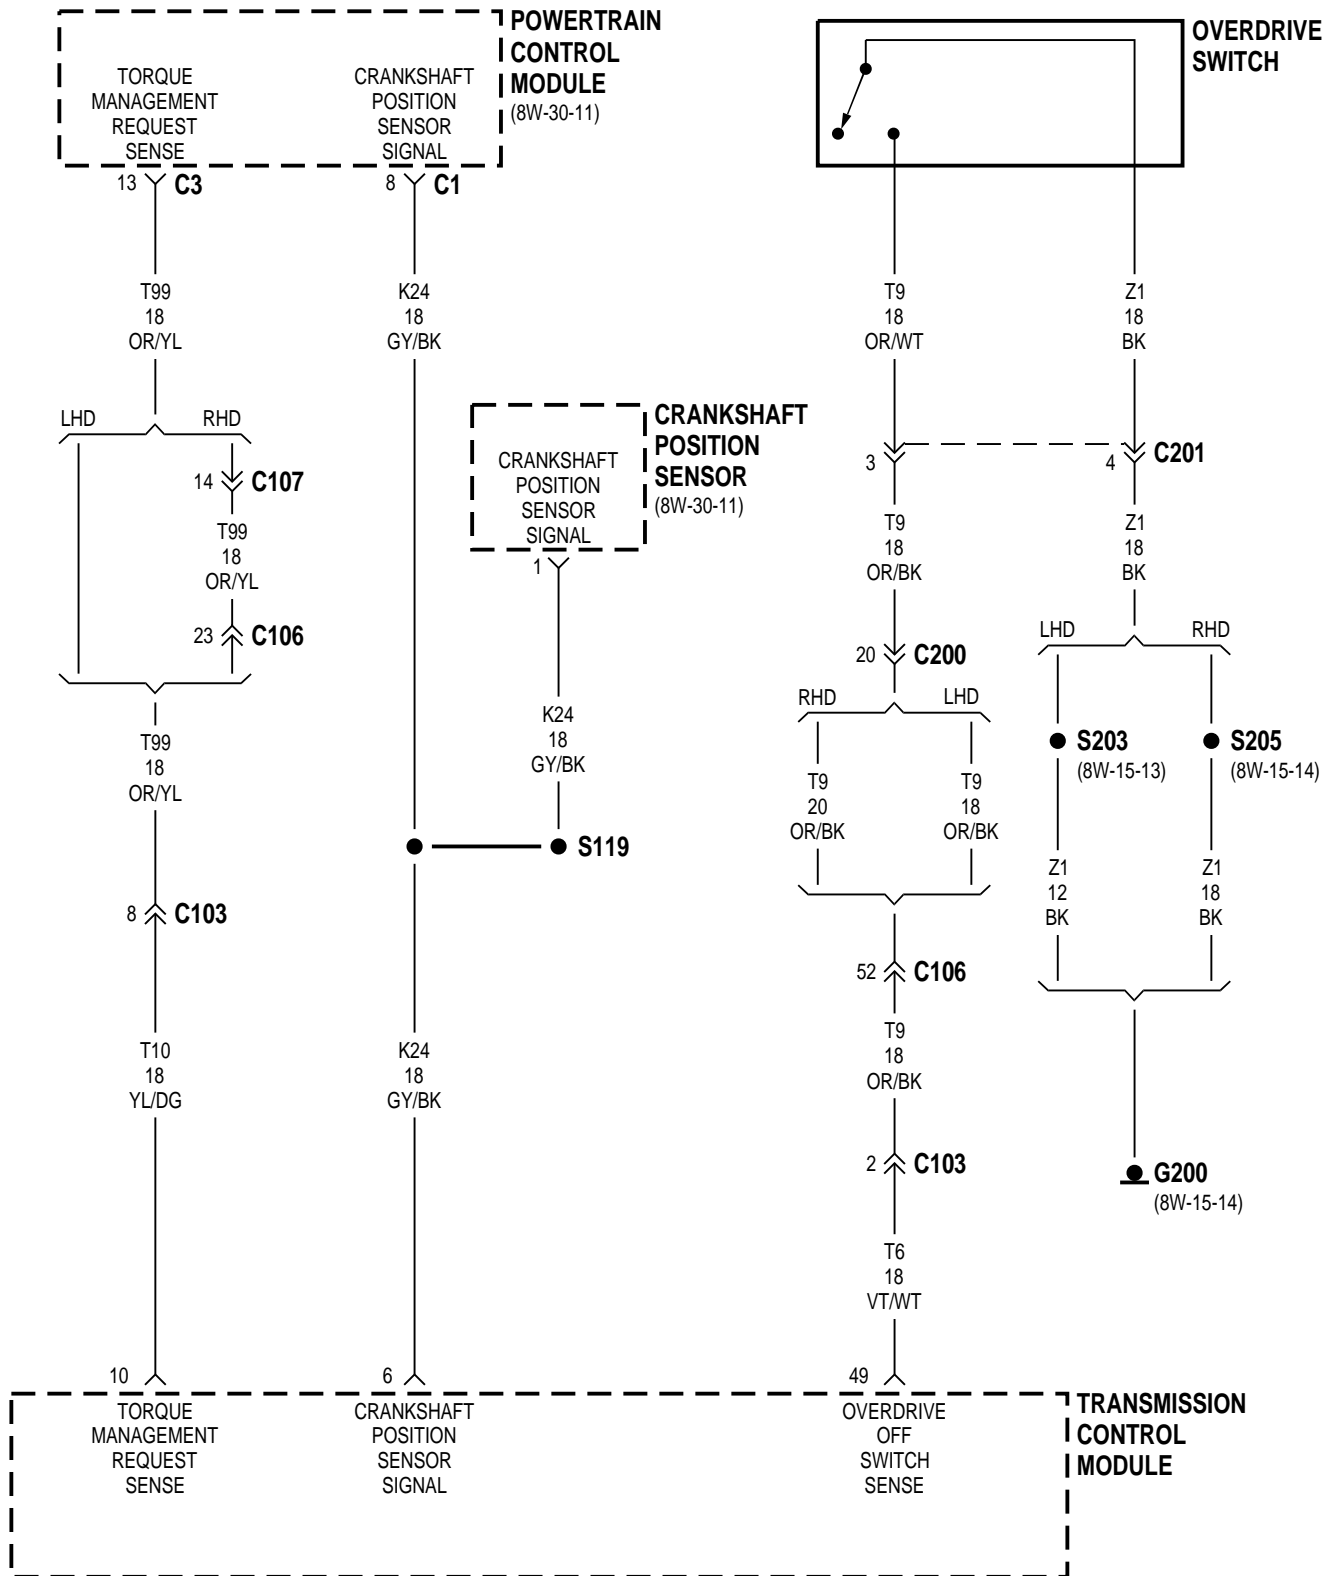 POWERTRAIN
CONTROL
MODULE
(8W-30-11)
TORQUE
MANAGEMENT
REQUEST
SENSE
CRANKSHAFT
POSITION
SENSOR
SIGNAL
13
C3
8
C1
OVERDRIVE
SWITCH
T99
18
OR/YL
K24
18
GY/BK
T9
18
OR/WT
Z1
18
BK
LHD
RHD
14
C107
T99
18
OR/YL
23
C106
CRANKSHAFT
POSITION
SENSOR
(8W-30-11)
CRANKSHAFT
POSITION
SENSOR
SIGNAL
1
3
4
C201
T9
18
OR/BK
Z1
18
BK
20
C200
LHD
RHD
RHD
LHD
T99
18
OR/YL
K24
18
GY/BK
S203
(8W-15-13)
S205
(8W-15-14)
T9
20
OR/BK
T9
18
OR/BK
S119
Z1
12
BK
Z1
18
BK
8
C103
52
C106
T10
18
YL/DG
K24
18
GY/BK
T9
18
OR/BK
2
C103
G200
(8W-15-14)
T6
18
VT/WT
10
6
49
TORQUE
MANAGEMENT
REQUEST
SENSE
CRANKSHAFT
POSITION
SENSOR
SIGNAL
OVERDRIVE
OFF
SWITCH
SENSE
TRANSMISSION
CONTROL
MODULE